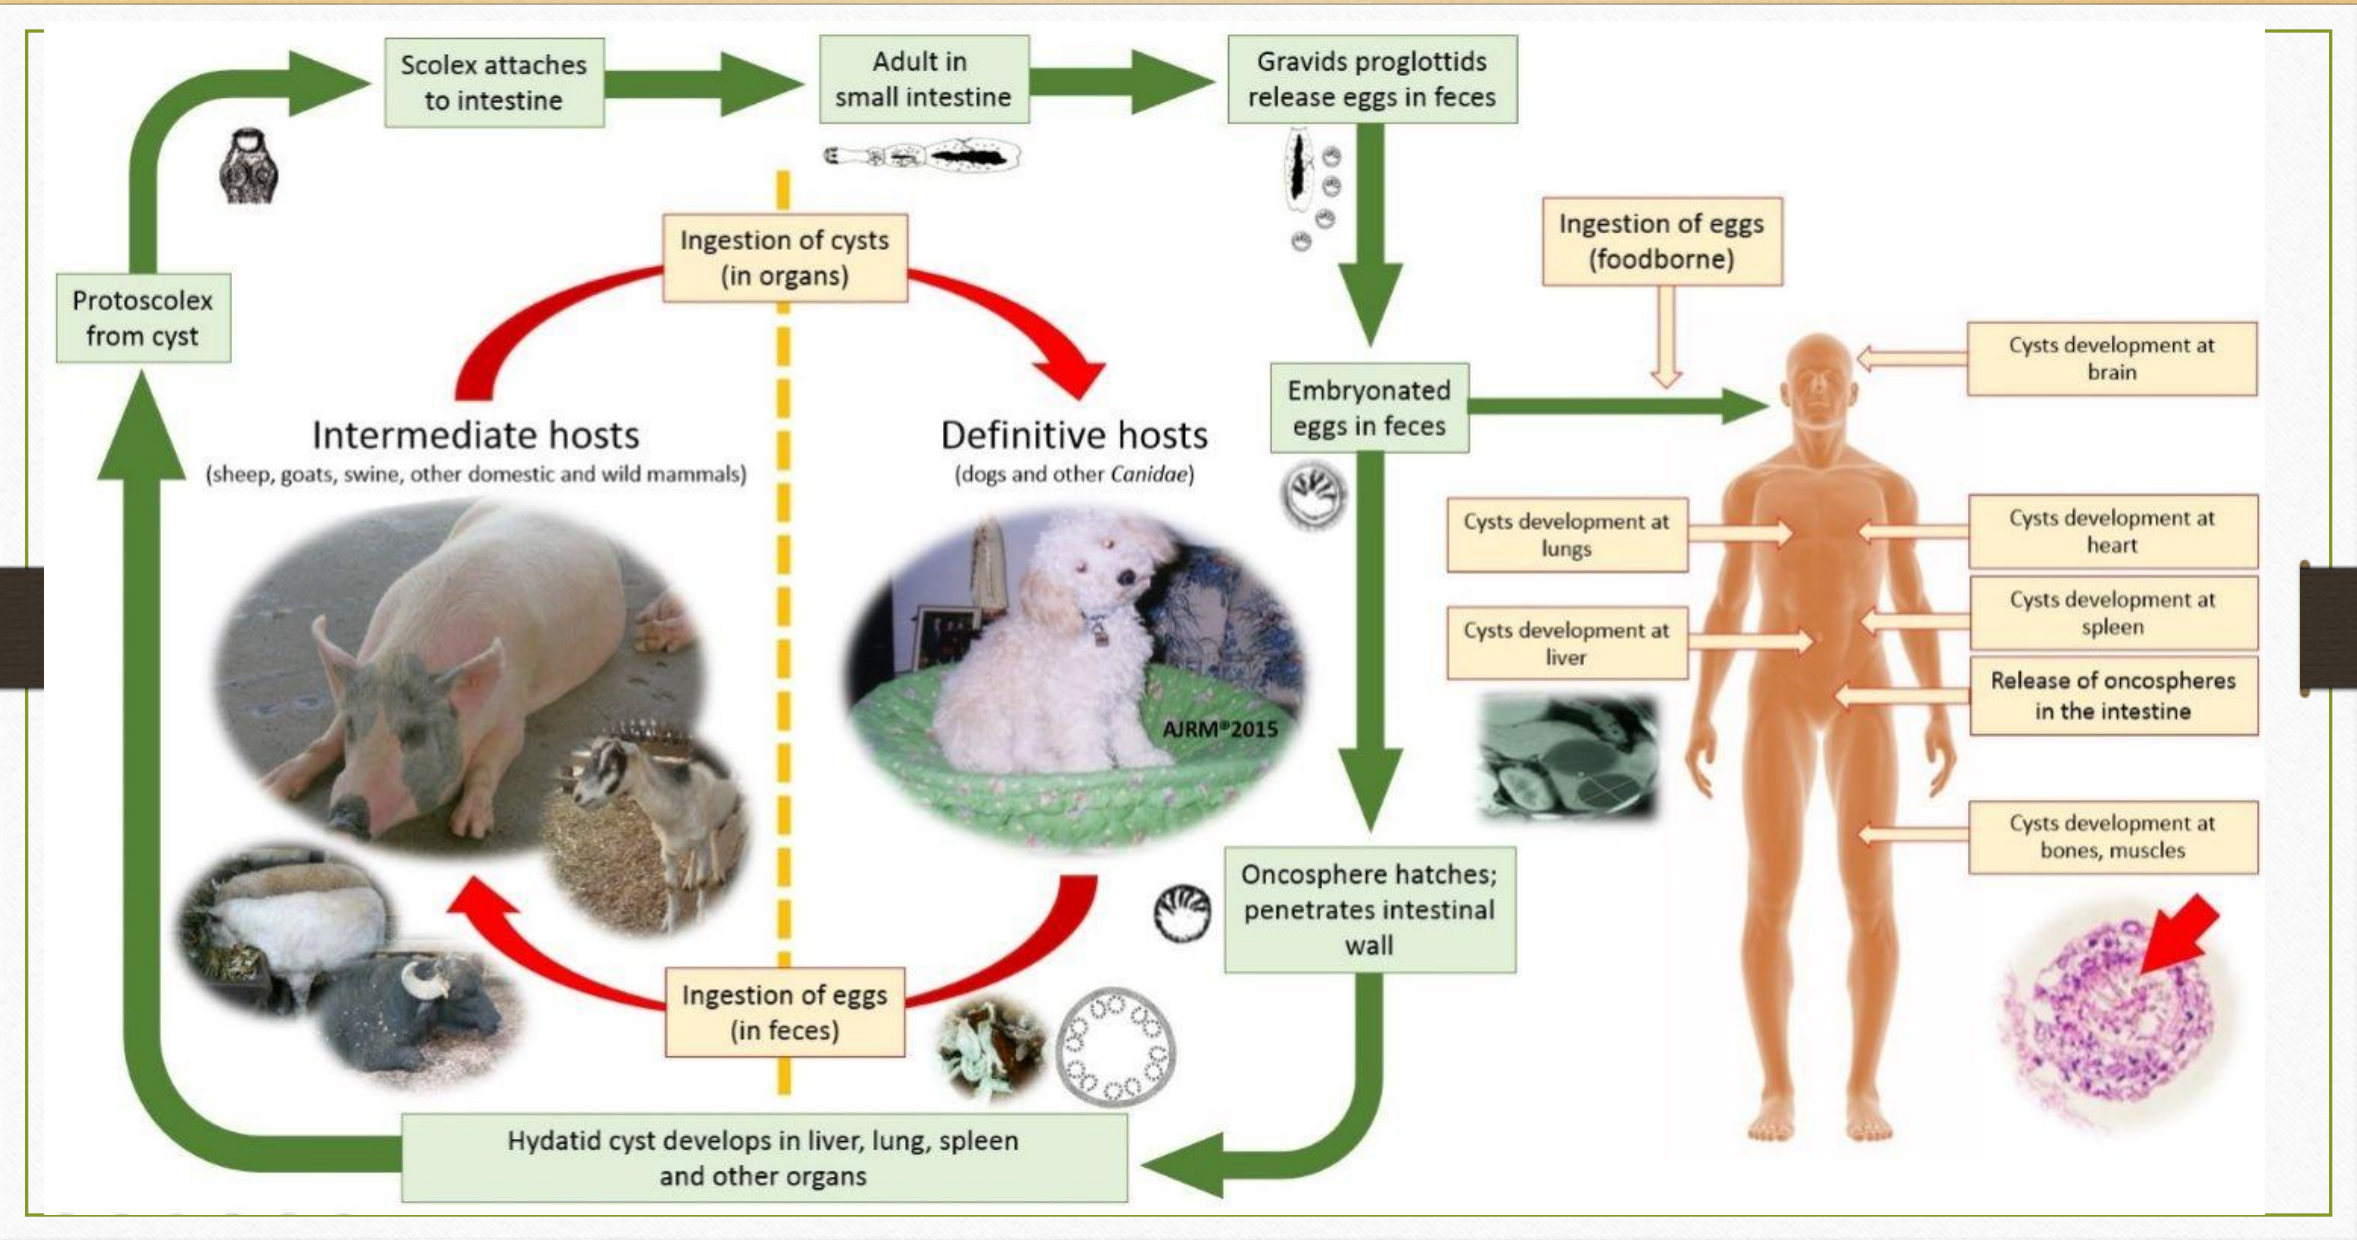 Scolex attaches
to intestine
Adult in
small intestine
Gravids proglottids
release eggs in feces
Ingestion of eggs
(foodborne)
Ingestion of cysts
(in organs)
Protoscolex
from cyst
Cysts development at
brain
Embryonated
eggs in feces
Intermediate hosts
(sheep, goats, swine, other domestic and wild mammals)
Definitive hosts
(dogs and other Canidae)
Cysts development at
lungs
Cysts development at
heart
Cysts development at
spleen
Cysts development at
liver
Release of oncospheres
in the intestine
AJRM®2015
Cysts development at
bones, muscles
Oncosphere hatches;
penetrates intestinal
wall
Ingestion of eggs
(in feces)
Hydatid cyst develops in liver, lung, spleen
and other organs